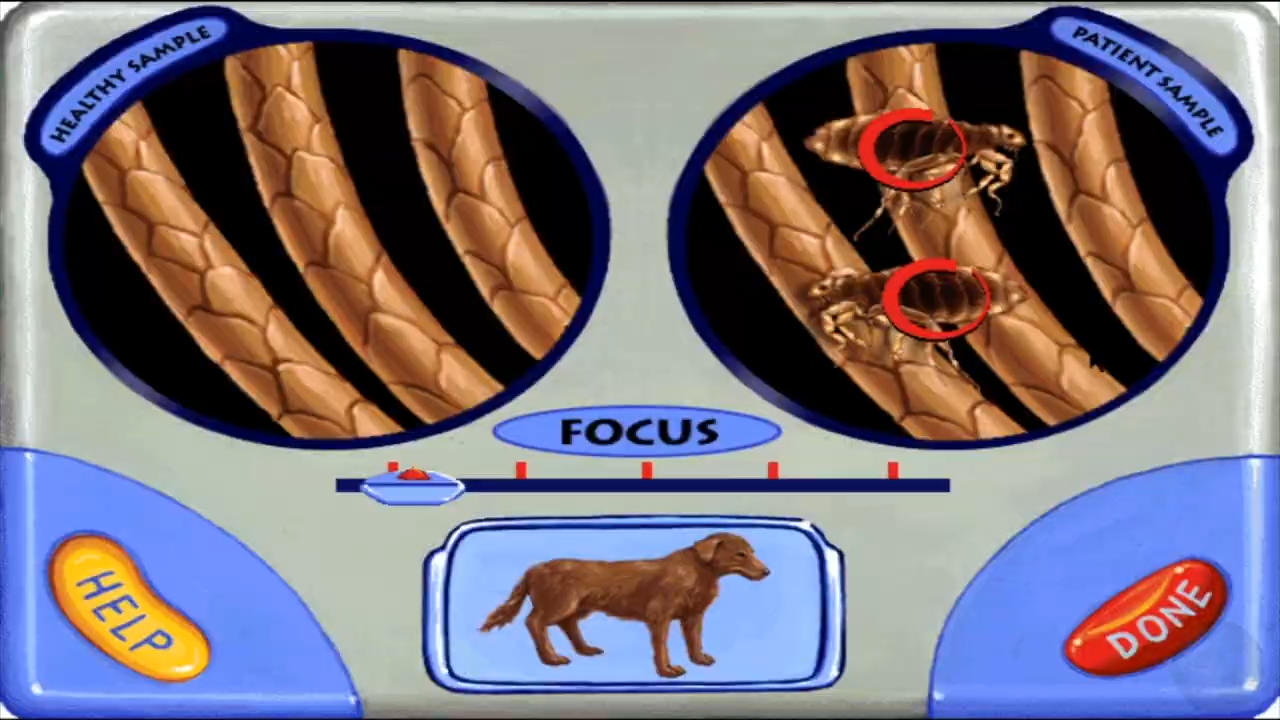 HEALTHY SAMPLE
PATIENT SAMPLE
FOCUS
HELP
DONE